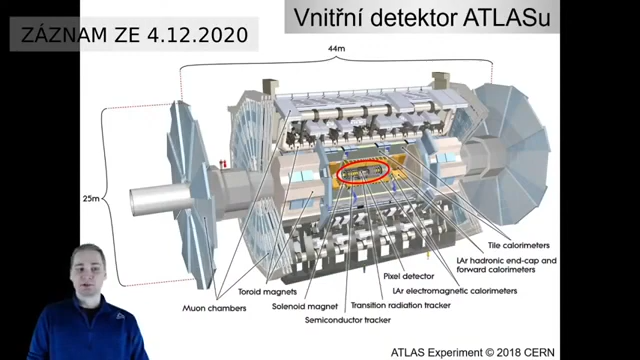 Vnitřní detektor ATLASu
ZÁZNAM ZE 4.12.2020
44m
25m
Tile calorimeters
LAr hadronic end-cap and
forward calorimeters
Pixel detector
LAr electromagnetic calorimeters
Toroid magnets
Muon chambers
Solenoid magnet
Transition radiation tracker
Semiconductor tracker
ATLAS Experiment © 2018 CERN